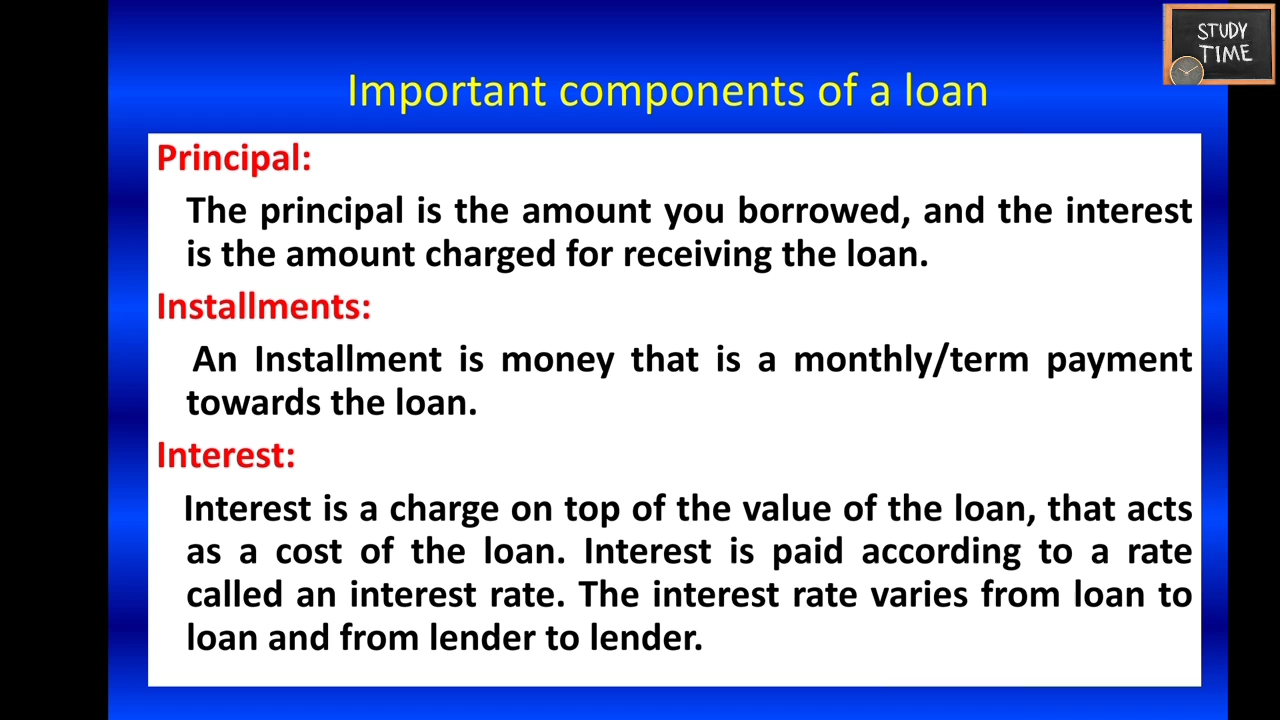 STUDY
TIME
Important components of a loan
Principal:
The principal is the amount you borrowed, and the interest
is the amount charged for receiving the loan.
Installments:
An Installment is money that is a monthly/term payment
towards the loan.
Interest:
Interest is a charge on top of the value of the loan, that acts
as a cost of the loan. Interest is paid according to a rate
called an interest rate. The interest rate varies from loan to
loan and from lender to lender.